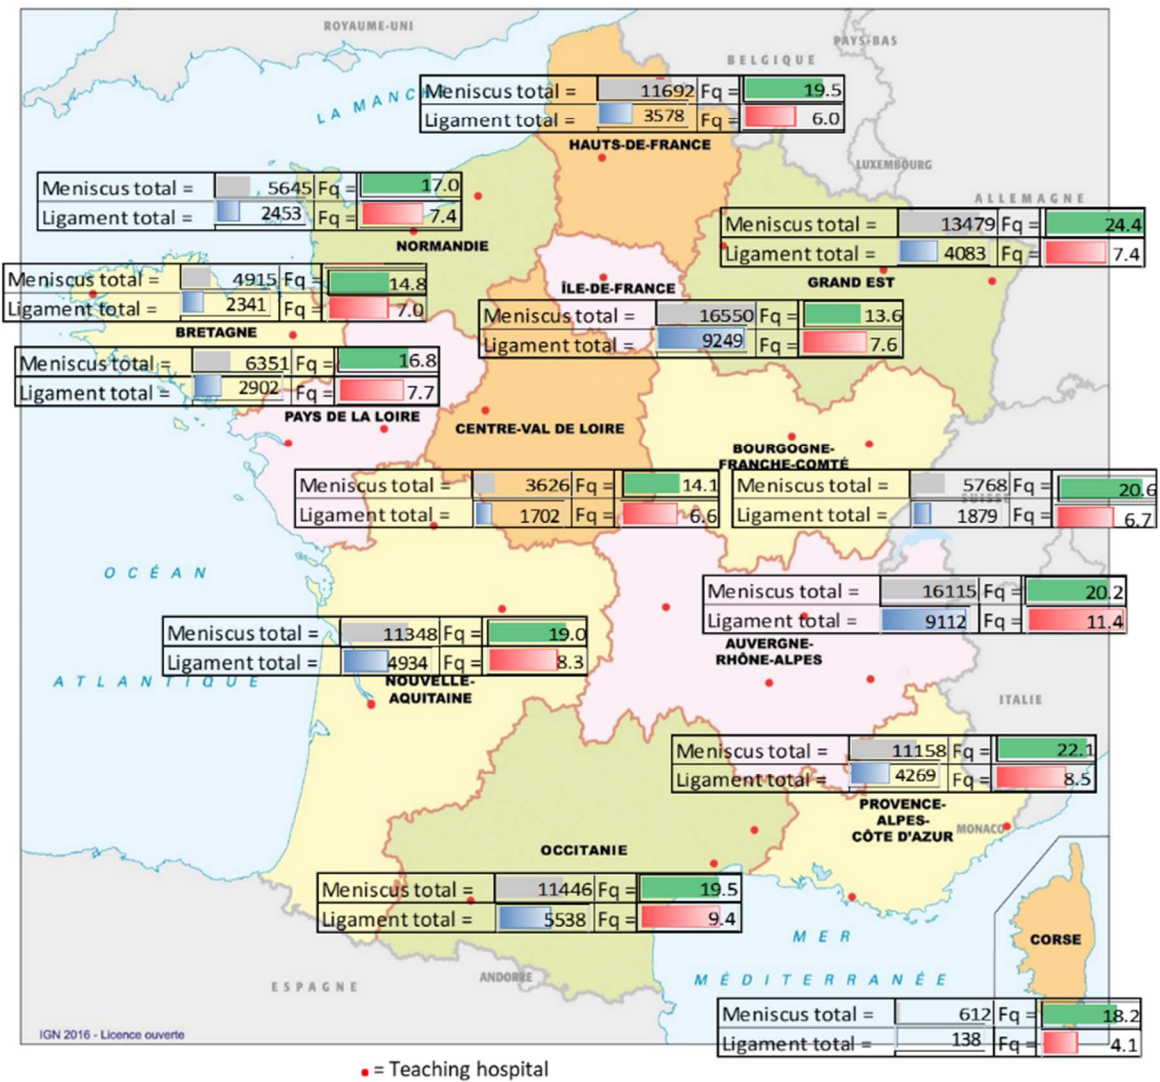 ROYAUME-UNI
PAYS-BAS
BELGIQUE
LA MANCHE
Meniscus total = 11692 Fq = 19.5
Ligament total = 3578 Fq = 6.0
HAUTS-DE-FRANCE
LUXEMBOURG
ALLEMAGNE
Meniscus total = 5645 Fq = 17.0
Ligament total = 2453 Fq = 7.4
NORMANDIE
Meniscus total = 13479 Fq = 24.4
Ligament total = 4083 Fq = 7.4
GRAND EST
Meniscus total = 4915 Fq = 14.8
Ligament total = 2341 Fq = 7.0
BRETAGNE
ÎLE-DE-FRANCE
Meniscus total = 16550 Fq = 13.6
Ligament total = 9249 Fq = 7.6
Meniscus total = 6351 Fq = 16.8
Ligament total = 2902 Fq = 7.7
PAYS DE LA LOIRE
CENTRE-VAL DE LOIRE
BOURGOGNE-
FRANCHE-COMTÉ
Meniscus total = 3626 Fq = 14.1
Ligament total = 1702 Fq = 6.6
Meniscus total = 5768 Fq = 20.6
Ligament total = 1879 Fq = 6.7
SUISSE
OCÉAN
ATLANTIQUE
Meniscus total = 16115 Fq = 20.2
Ligament total = 9112 Fq = 11.4
AUVERGNE-
RHÔNE-ALPES
Meniscus total = 11348 Fq = 19.0
Ligament total = 4934 Fq = 8.3
NOUVELLE-
AQUITAINE
ITALIE
Meniscus total = 11158 Fq = 22.1
Ligament total = 4269 Fq = 8.5
PROVENCE-
ALPES-
CÔTE D'AZUR
MONACO
OCCITANIE
Meniscus total = 11446 Fq = 19.5
Ligament total = 5538 Fq = 9.4
MER
MÉDITERRANÉE
CORSE
ESPAGNE
ANDORRE
Meniscus total = 612 Fq = 18.2
Ligament total = 138 Fq = 4.1
IGN 2016 - Licence ouverte
= Teaching hospital